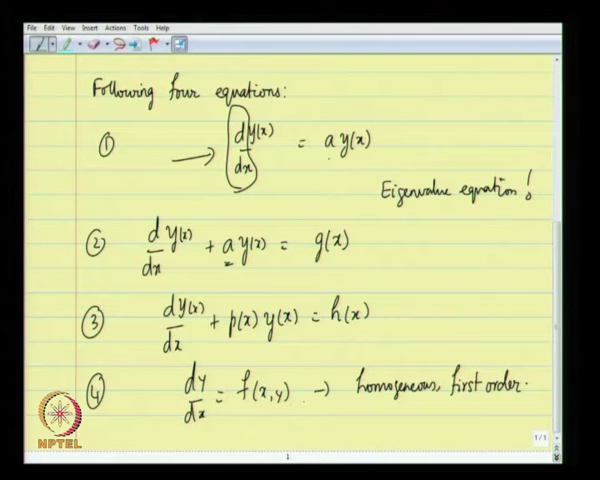 File Edit View Insert Actions Tools Help
Following four equations:
① d/dx y(x) = a y(x)
Eigenvalue equation!
② d/dx y(x) + a y(x) = g(x)
③ dy(x)/dx + p(x) y(x) = h(x)
④ dy/dx = f(x,y) → homogeneous, first order.
NPTEL
1/1
1